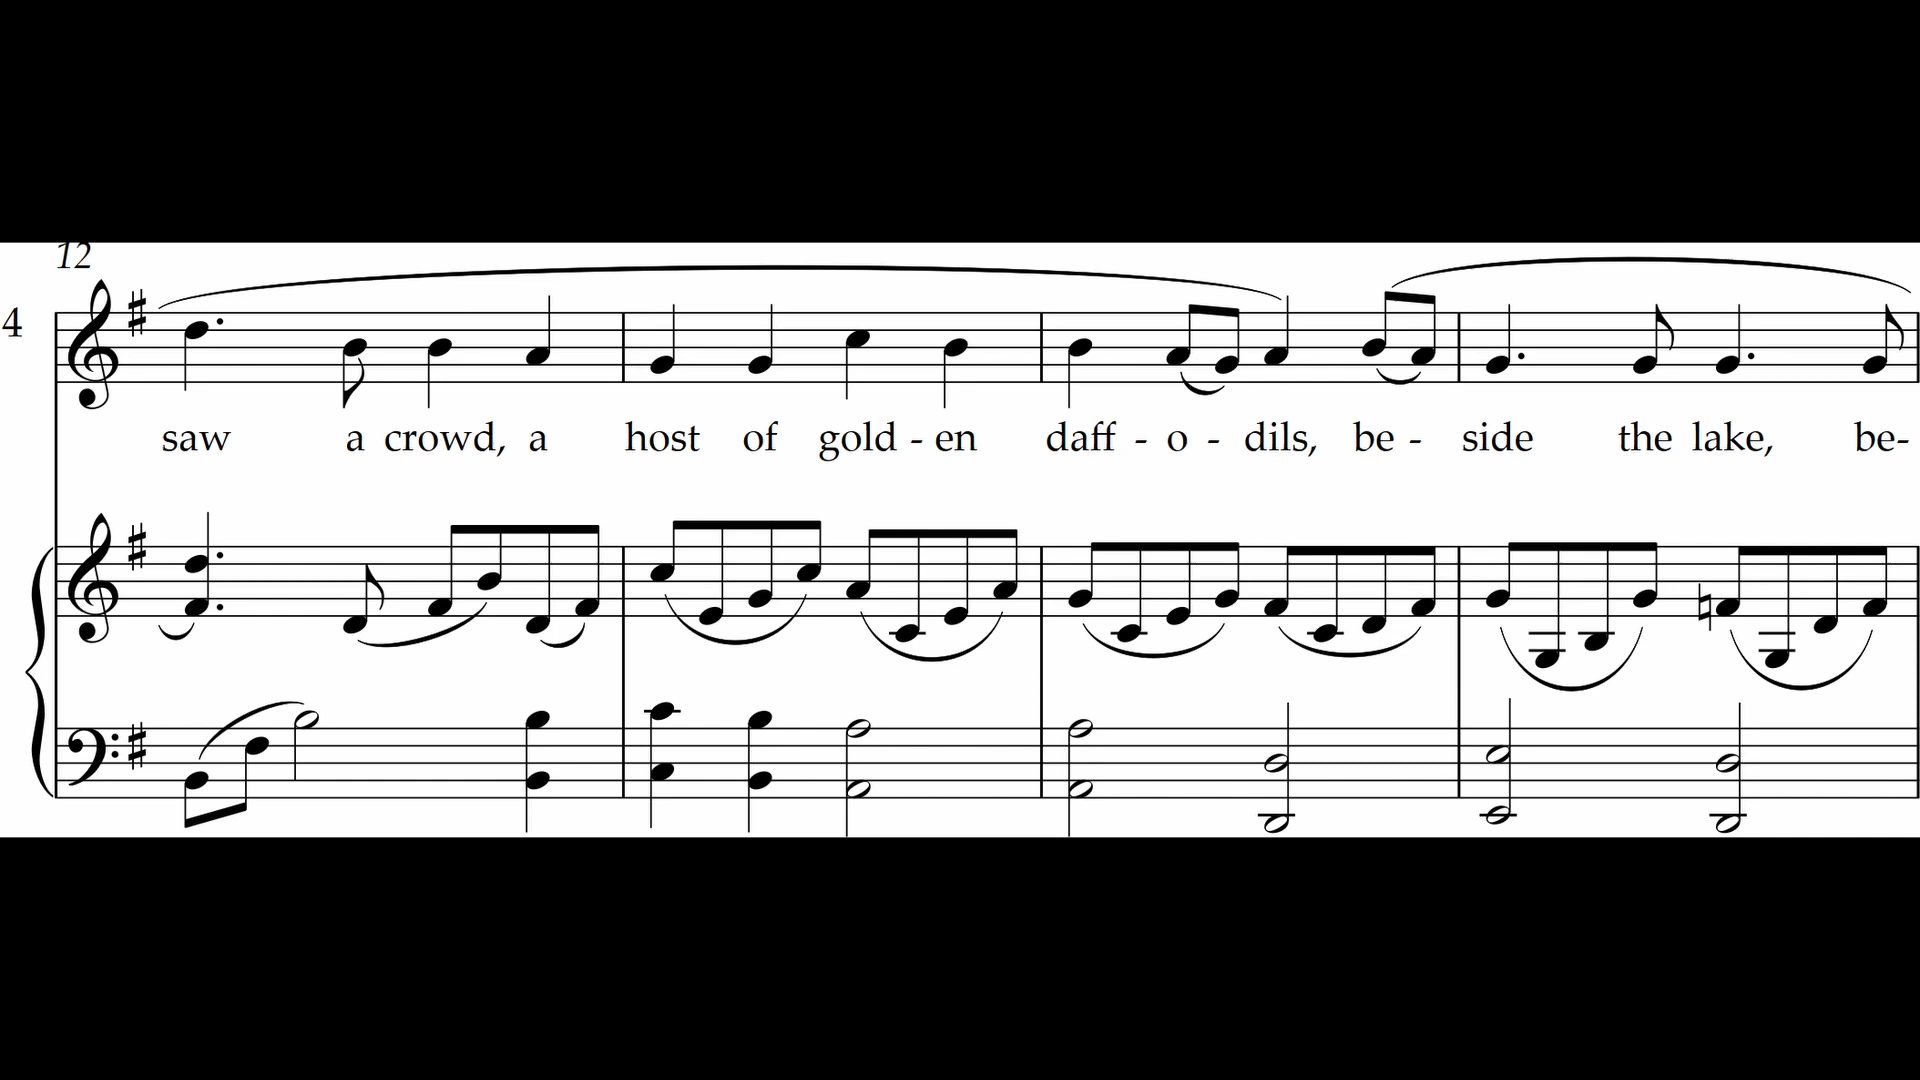 12
4
saw a crowd, a host of gold - en daff - o - dils, be - side the lake, be-